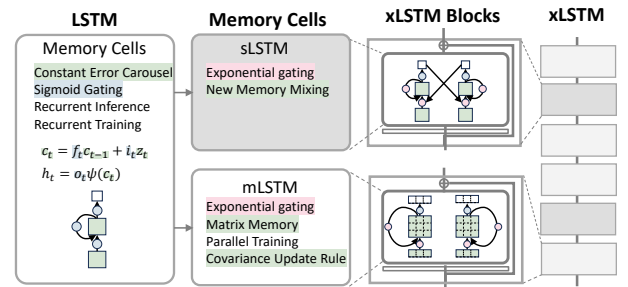 LSTM
Memory Cells
xLSTM Blocks
xLSTM
Memory Cells
Constant Error Carousel
Sigmoid Gating
Recurrent Inference
Recurrent Training
c_t = f_t c_{t−1} + i_t z_t
h_t = o_t ψ(c_t)
sLSTM
Exponential gating
New Memory Mixing
mLSTM
Exponential gating
Matrix Memory
Parallel Training
Covariance Update Rule